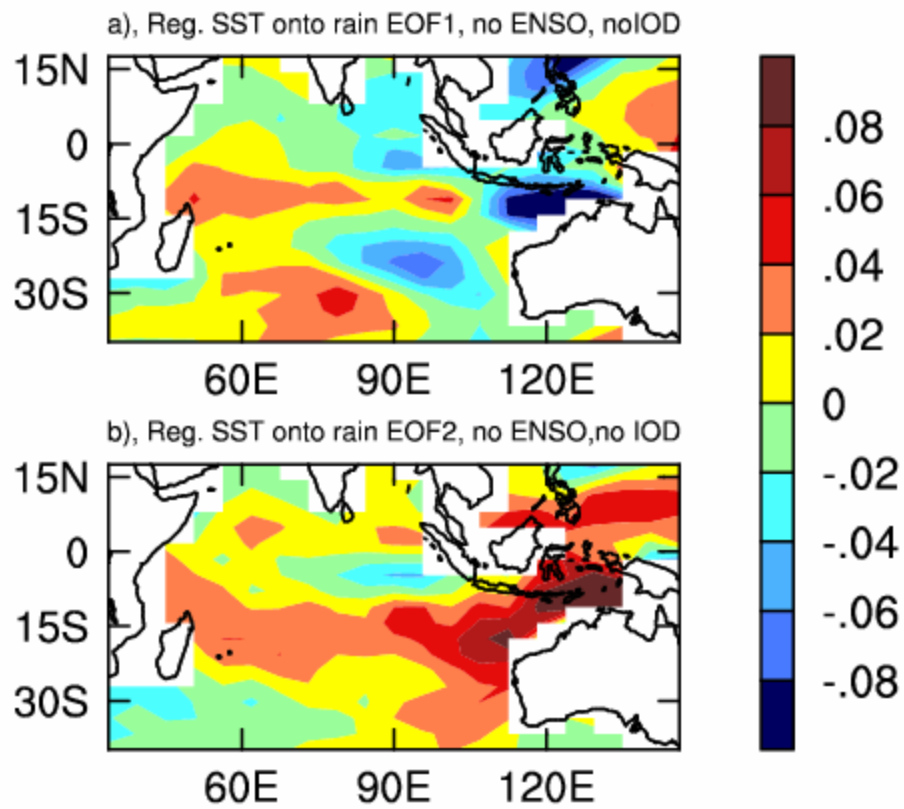 a), Reg. SST onto rain EOF1, no ENSO, noIOD
15N
0
15S
30S
60E 90E 120E
b), Reg. SST onto rain EOF2, no ENSO,no IOD
15N
0
15S
30S
60E 90E 120E
.08
.06
.04
.02
0
-.02
-.04
-.06
-.08